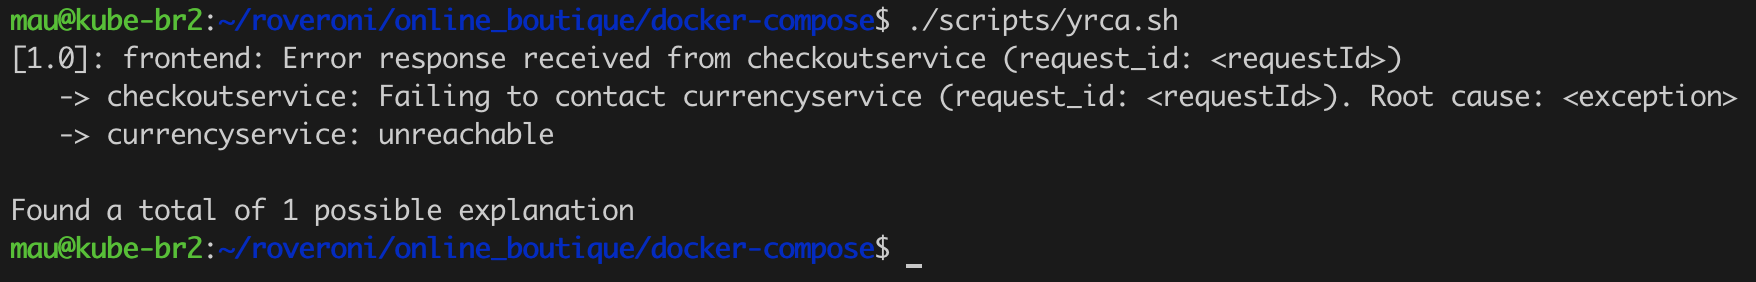 mau@kube-br2:~/roveroni/online_boutique/docker-compose$ ./scripts/yrca.sh
[1.0]: frontend: Error response received from checkoutservice (request_id: <requestId>)
   -> checkoutservice: Failing to contact currencyservice (request_id: <requestId>). Root cause: <exception>
   -> currencyservice: unreachable

Found a total of 1 possible explanation
mau@kube-br2:~/roveroni/online_boutique/docker-compose$ _